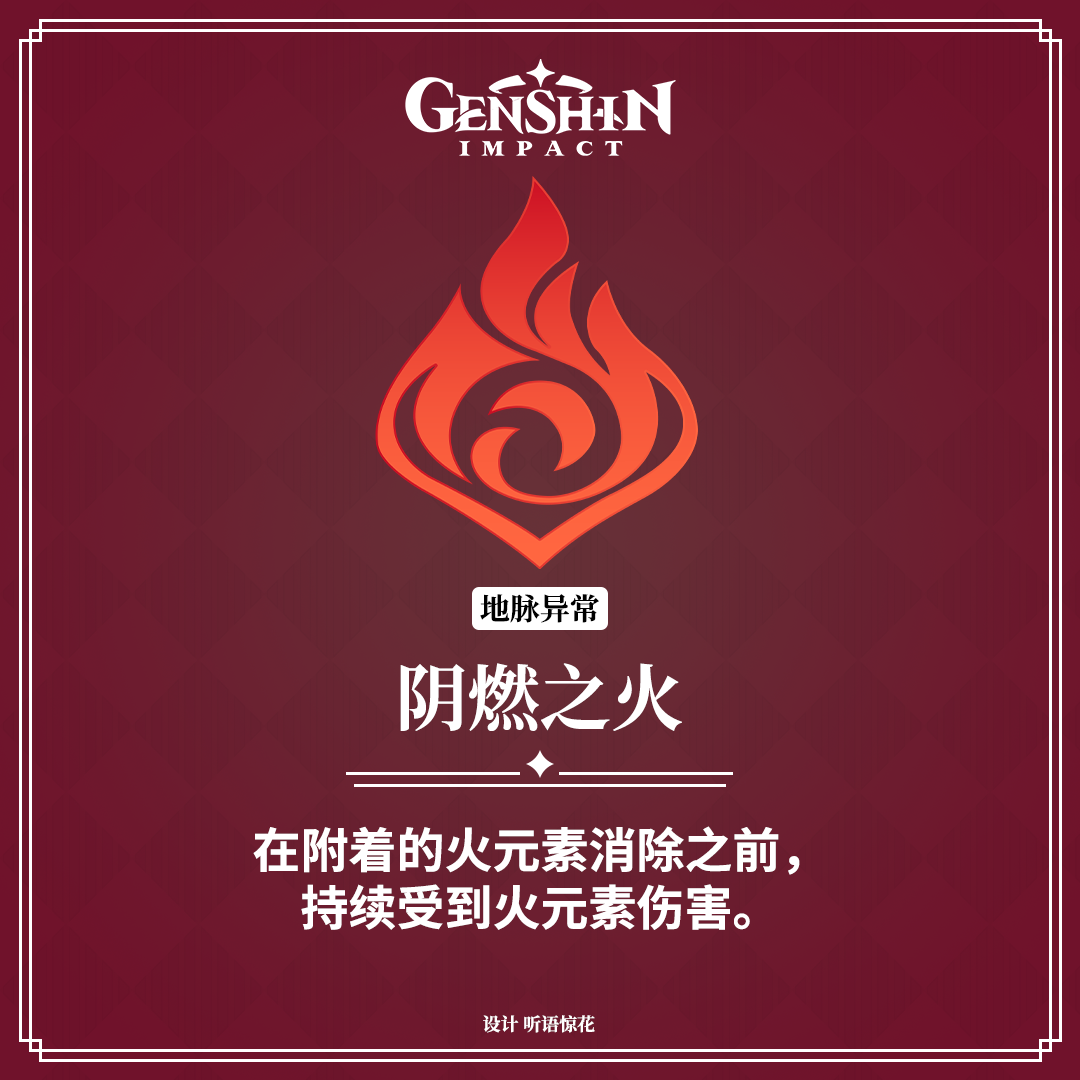 GENSHIN
IMPACT
地脉异常
阴燃之火
在附着的火元素消除之前，
持续受到火元素伤害。
设计 听语惊花